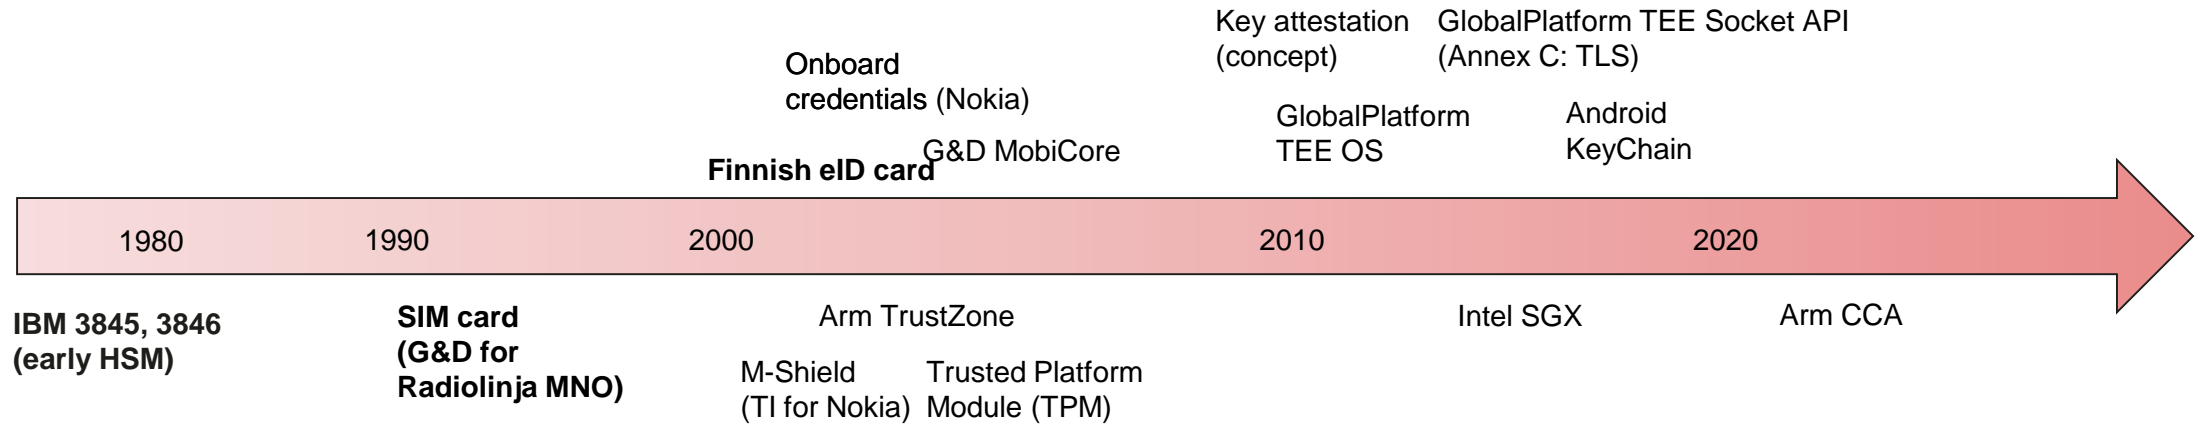 Key attestation
(concept)
GlobalPlatform TEE Socket API
(Annex C: TLS)
Onboard
credentials (Nokia)
GlobalPlatform
TEE OS
Android
KeyChain
G&D MobiCore
Finnish eID card
1980
1990
2000
2010
2020
IBM 3845, 3846
(early HSM)
SIM card
(G&D for
Radiolinja MNO)
Arm TrustZone
M-Shield
(TI for Nokia)
Trusted Platform
Module (TPM)
Intel SGX
Arm CCA